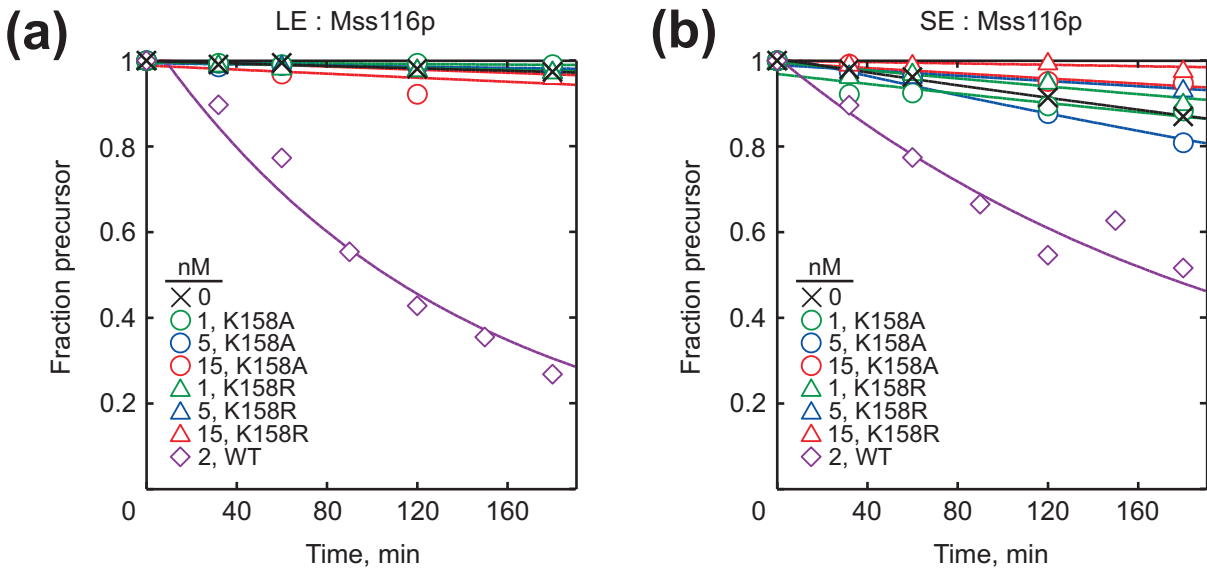 (a)
LE : Mss116p
1
0.8
0.6
0.4
0.2
0
40
80
120
160
Fraction precursor
Time, min
nM
0
1, K158A
5, K158A
15, K158A
1, K158R
5, K158R
15, K158R
2, WT
(b)
SE : Mss116p
1
0.8
0.6
0.4
0.2
0
40
80
120
160
Fraction precursor
Time, min
nM
0
1, K158A
5, K158A
15, K158A
1, K158R
5, K158R
15, K158R
2, WT